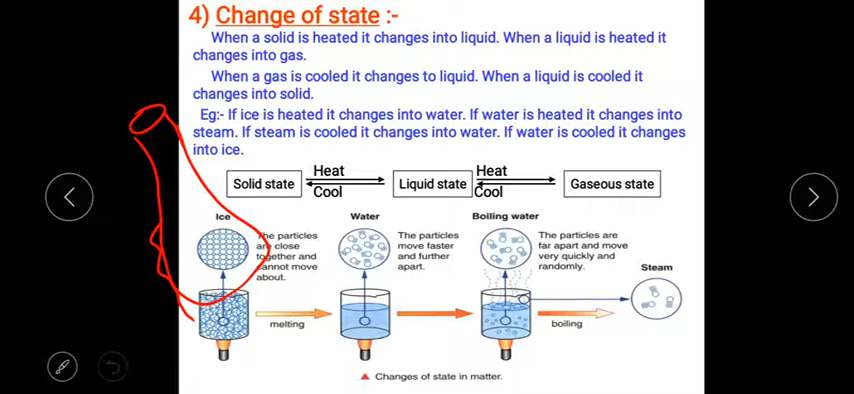 4) Change of state :-
When a solid is heated it changes into liquid. When a liquid is heated it
changes into gas.
When a gas is cooled it changes to liquid. When a liquid is cooled it
changes into solid.
Eg:- If ice is heated it changes into water. If water is heated it changes into
steam. If steam is cooled it changes into water. If water is cooled it changes
into ice.
Solid state
Heat
Cool
Liquid state
Heat
Cool
Gaseous state
Ice
The particles
are close
together and
cannot move
about.
Water
The particles
move faster
and further
apart.
Boiling water
The particles are
far apart and move
very quickly and
randomly.
Steam
melting
boiling
Changes of state in matter.